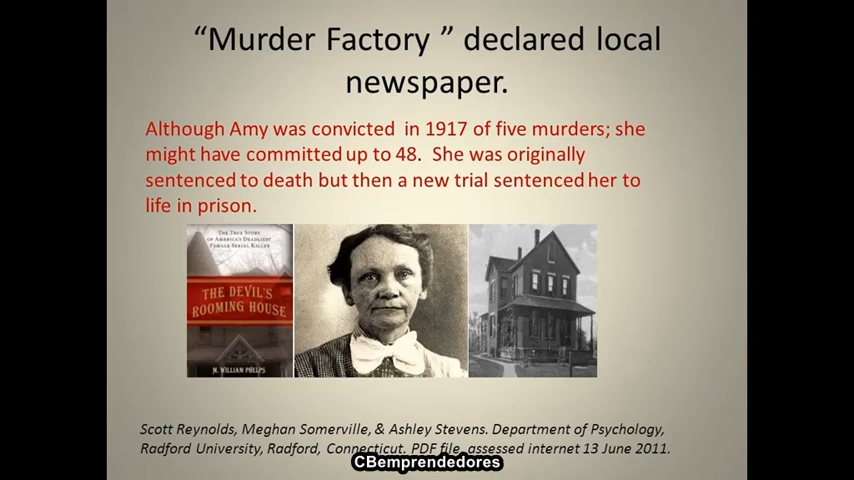 “Murder Factory ” declared local
newspaper.
Although Amy was convicted in 1917 of five murders; she
might have committed up to 48. She was originally
sentenced to death but then a new trial sentenced her to
life in prison.
THE TRUE STORY
OF AMERICA'S DEADLIEST
FEMALE SERIAL KILLER
THE DEVIL'S
ROOMING HOUSE
M. WILLIAM PHELPS
Scott Reynolds, Meghan Somerville, & Ashley Stevens. Department of Psychology,
Radford University, Radford, Connecticut. PDF file, assessed internet 13 June 2011.
CBemprendedores